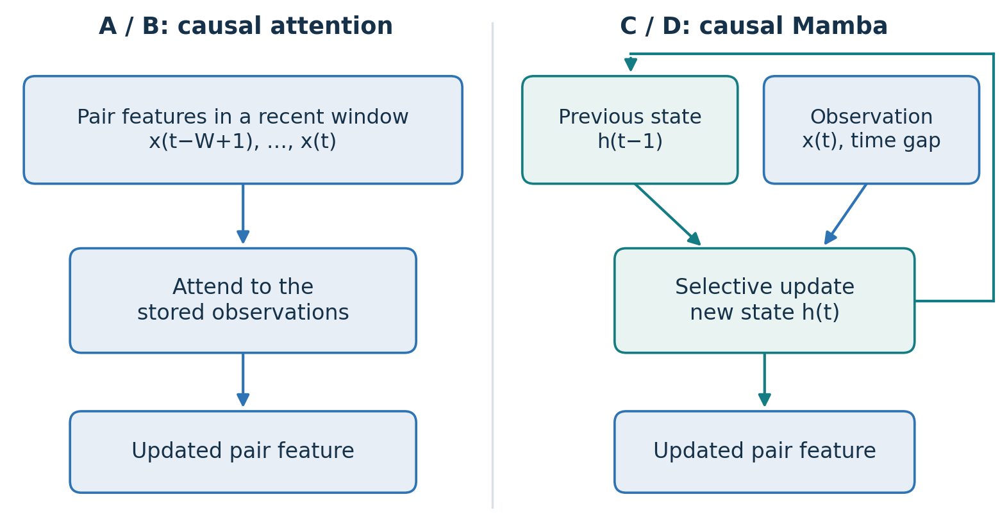 A / B: causal attention
Pair features in a recent window
x(t−W+1), ..., x(t)
Attend to the
stored observations
Updated pair feature
C / D: causal Mamba
Previous state
h(t−1)
Observation
x(t), time gap
Selective update
new state h(t)
Updated pair feature